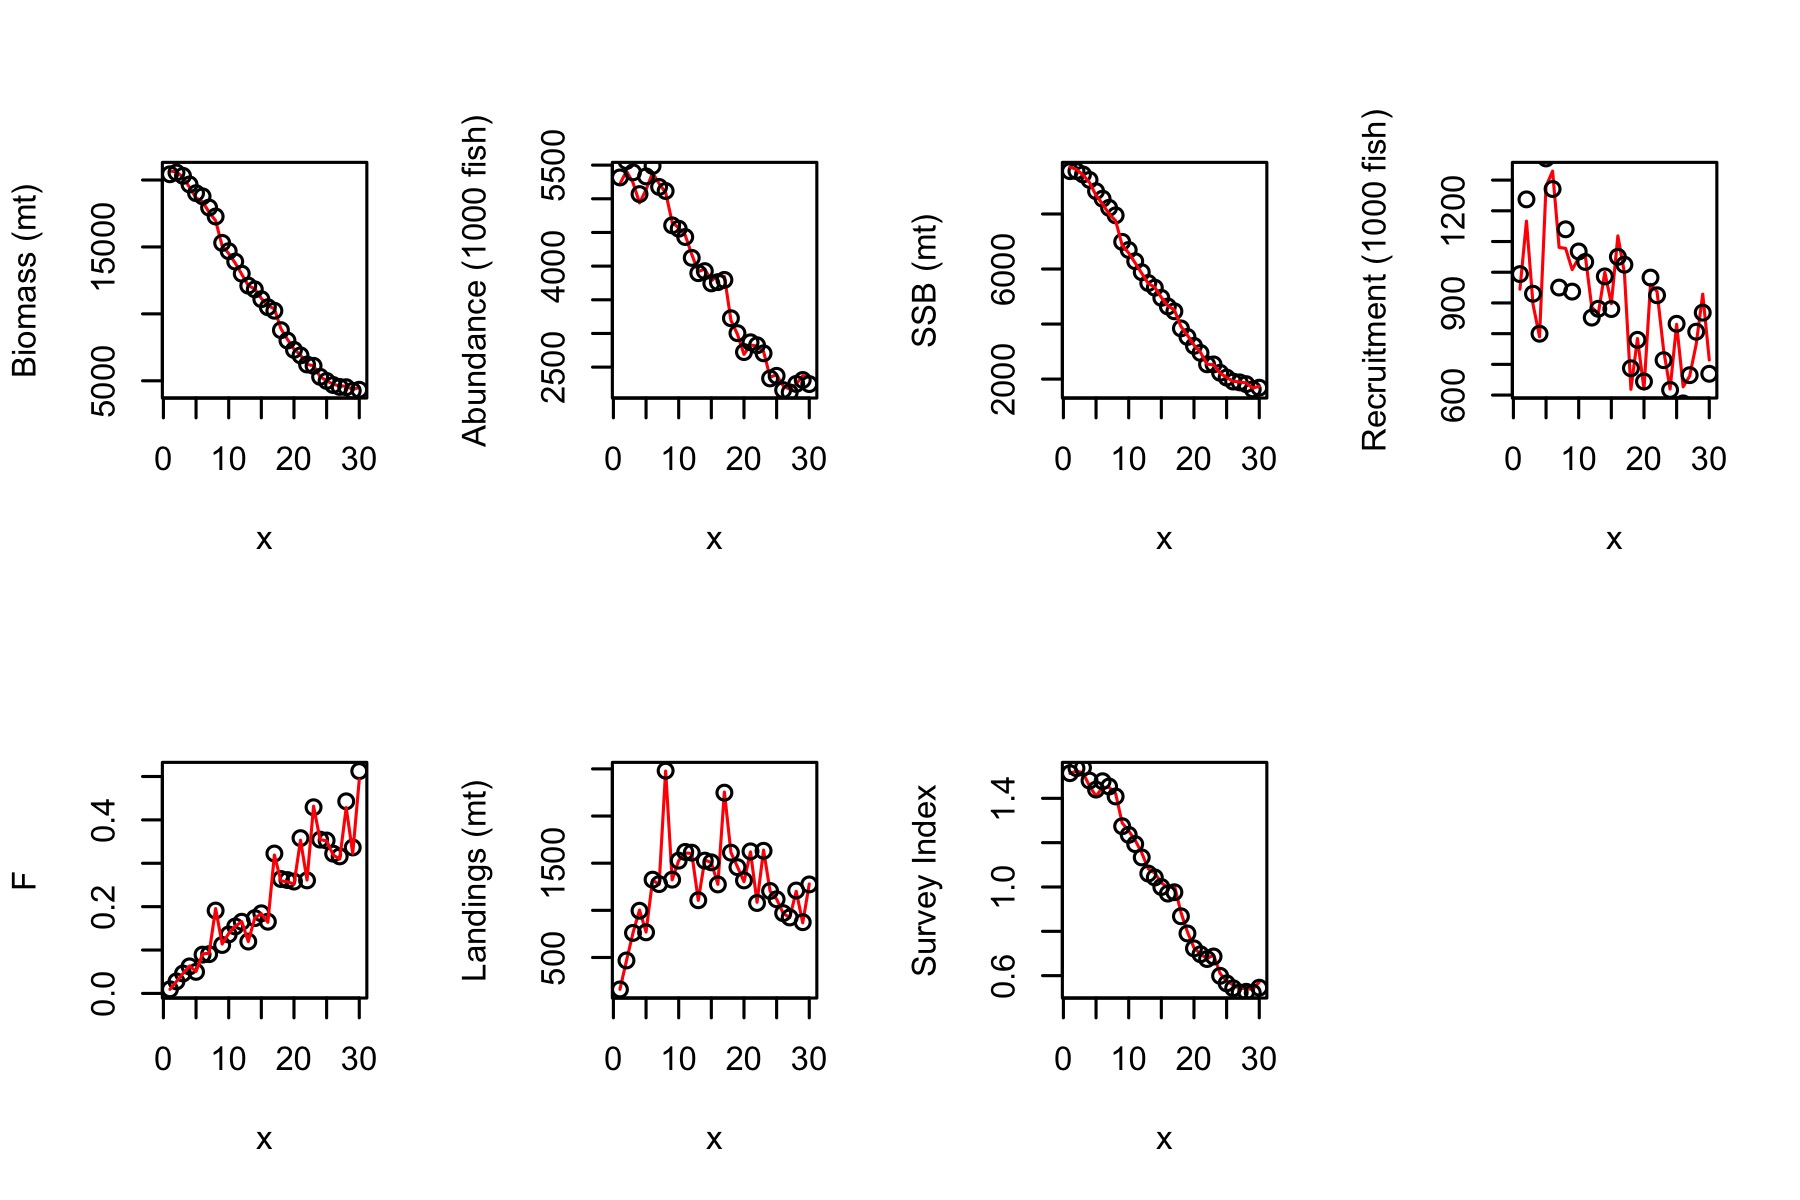 Biomass (mt)
5000 15000
0 10 20 30
x
Abundance (1000 fish)
2500 4000 5500
0 10 20 30
x
SSB (mt)
2000 6000
0 10 20 30
x
Recruitment (1000 fish)
600 900 1200
0 10 20 30
x
F
0.0 0.2 0.4
0 10 20 30
x
Landings (mt)
500 1500
0 10 20 30
x
Survey Index
0.6 1.0 1.4
0 10 20 30
x